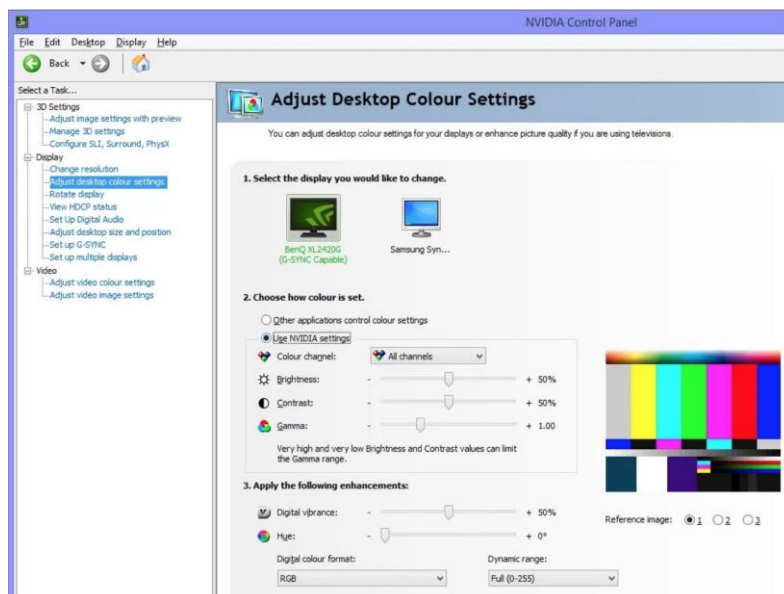 NVIDIA Control Panel
File Edit Desktop Display Help
Back
Select a Task...
3D Settings
Adjust image settings with preview
Manage 3D settings
Configure SLI, Surround, PhysX
Display
Change resolution
Adjust desktop colour settings
Rotate display
View HDCP status
Set Up Digital Audio
Adjust desktop size and position
Set up G-SYNC
Set up multiple displays
Video
Adjust video colour settings
Adjust video image settings
Adjust Desktop Colour Settings
You can adjust desktop colour settings for your displays or enhance picture quality if you are using televisions.
1. Select the display you would like to change.
BenQ XL2420G
(G-SYNC Capable)
Samsung Syn...
2. Choose how colour is set.
Other applications control colour settings
Use NVIDIA settings
Colour channel: All channels
Brightness: - + 50%
Contrast: - + 50%
Gamma: - + 1.00
Very high and very low Brightness and Contrast values can limit
the Gamma range.
3. Apply the following enhancements:
Digital vibrance: - + 50%
Hue: - + 0°
Digital colour format: Dynamic range:
RGB Full (0-255)
Reference image: 1 2 3